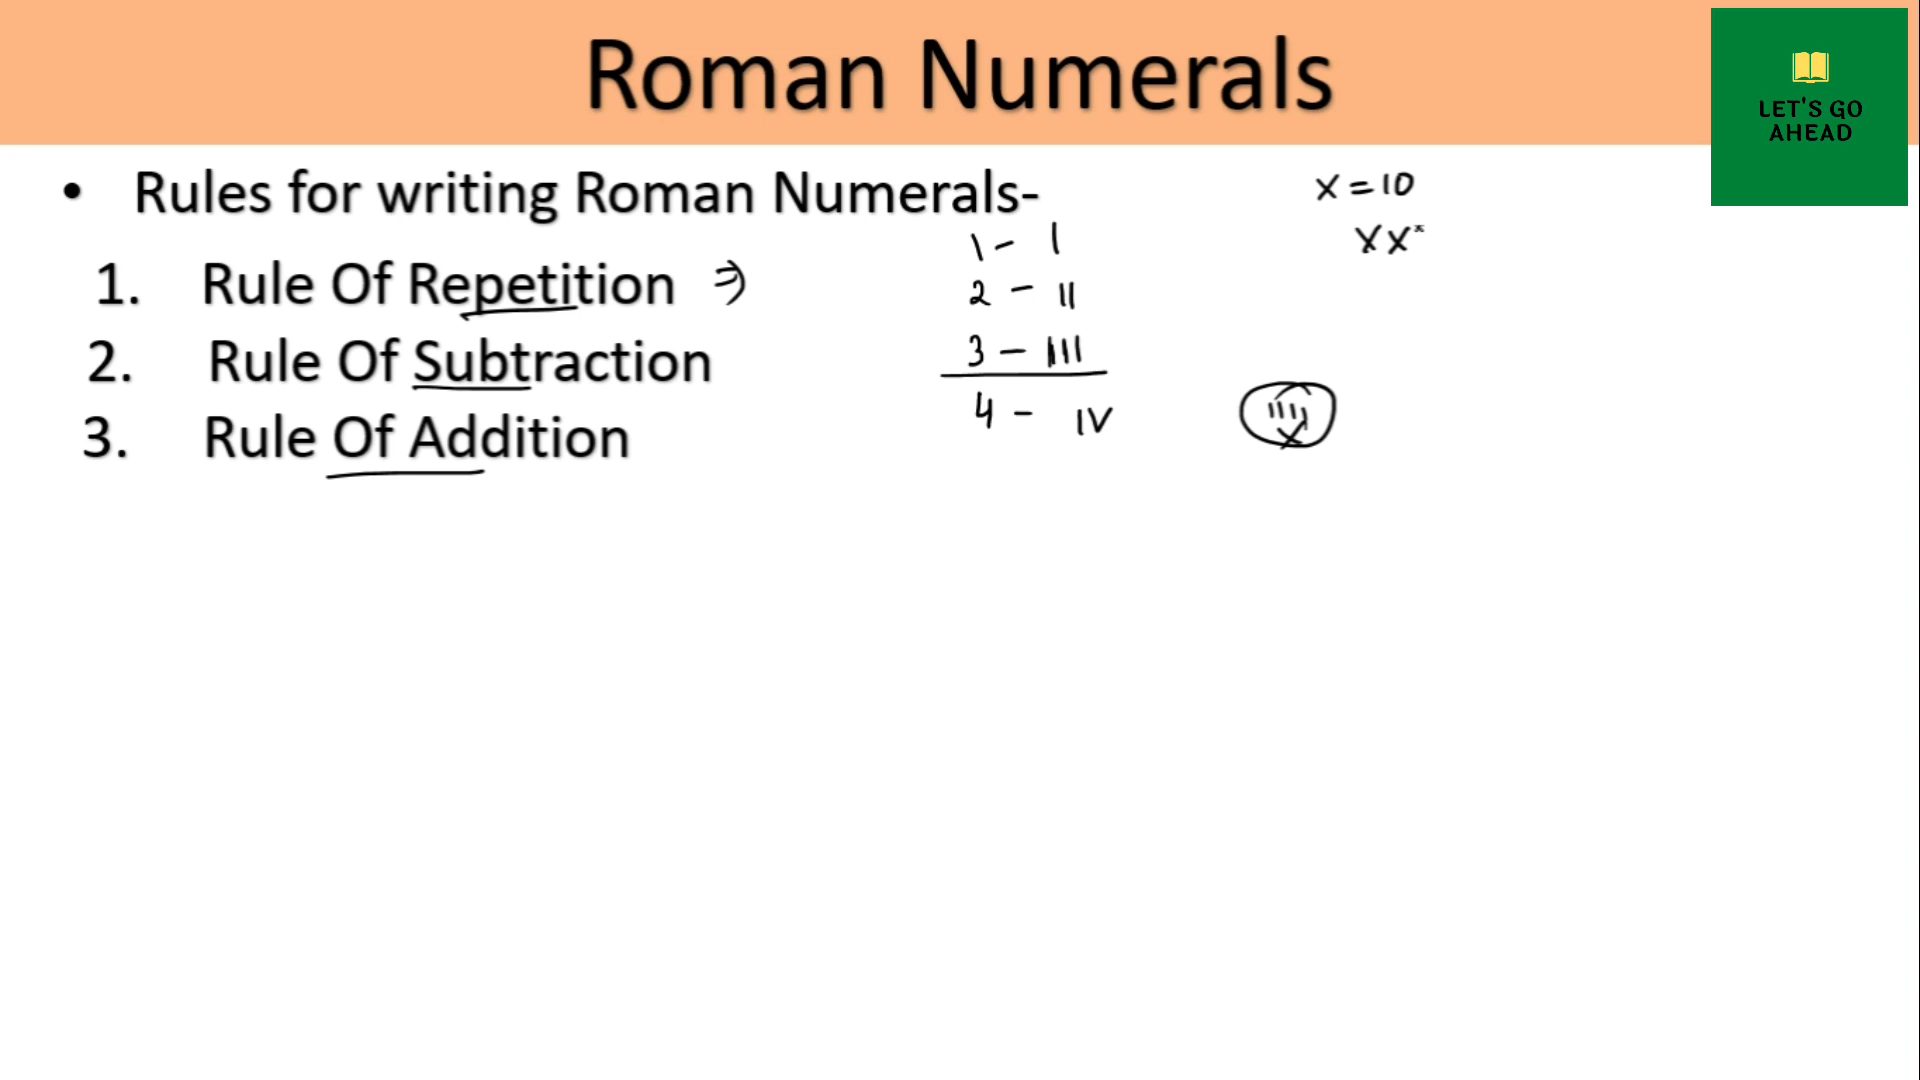 Roman Numerals
LET'S GO
AHEAD
• Rules for writing Roman Numerals-
1. Rule Of Repetition ⇒
2. Rule Of Subtraction
3. Rule Of Addition
1 - I
2 - II
3 - III
4 - IV
X = 10
XX
IIII
X